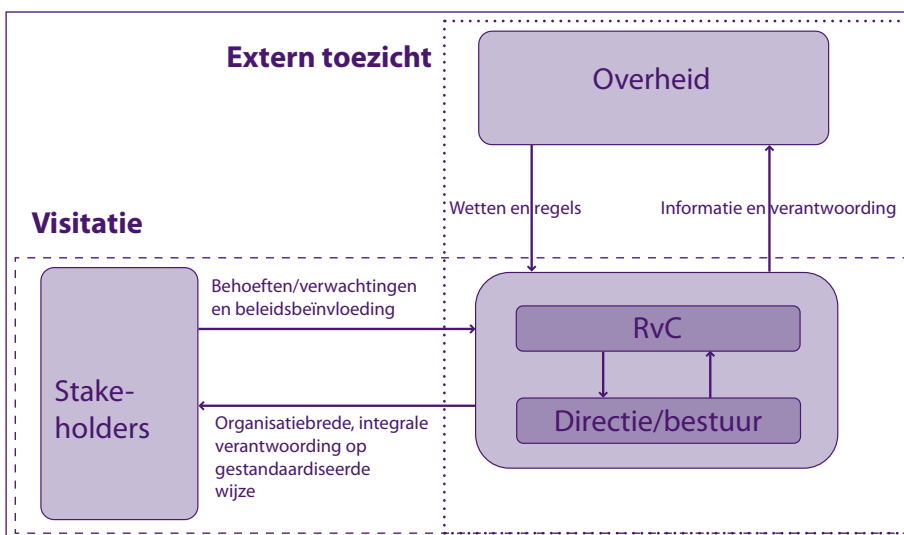 Extern toezicht
Overheid
Wetten en regels
Informatie en verantwoording
Visitatie
Behoeften/verwachtingen
en beleidsbeïnvloeding
RvC
Stake-
holders
Directie/bestuur
Organisatiebrede, integrale
verantwoording op
gestandaardiseerde
wijze